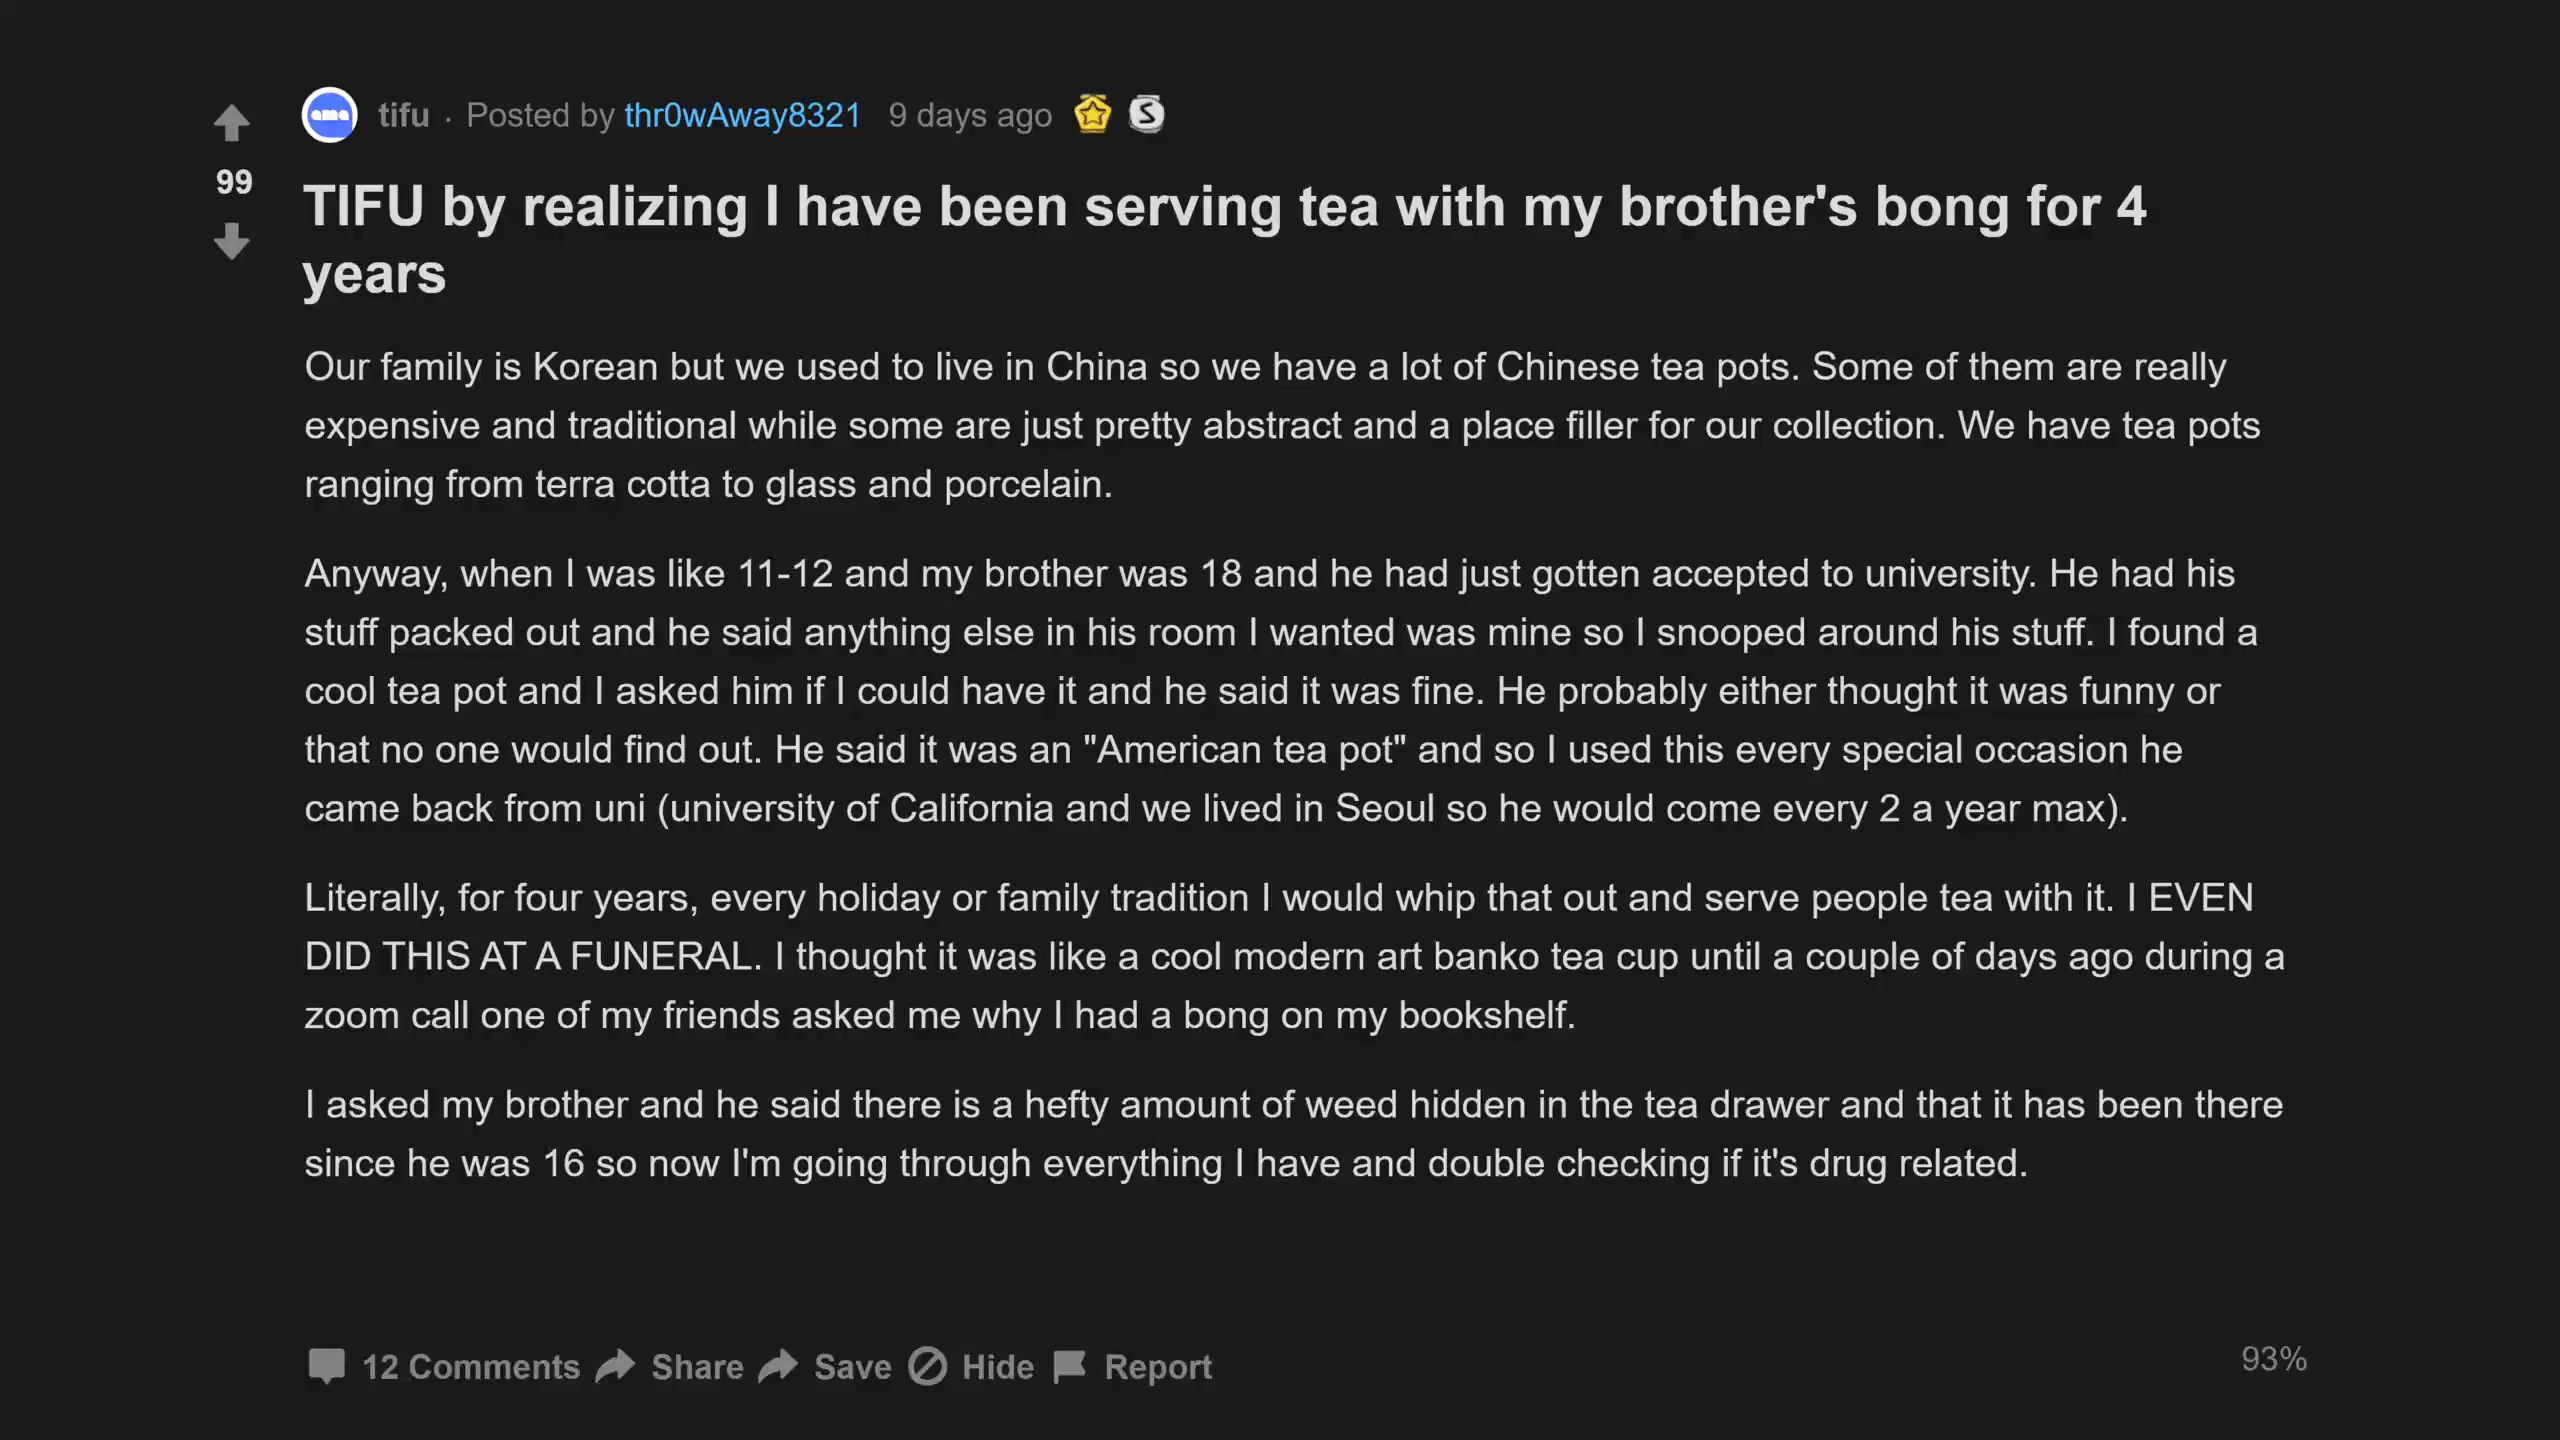 tifu · Posted by thr0wAway8321 9 days ago
99
TIFU by realizing I have been serving tea with my brother's bong for 4
years
Our family is Korean but we used to live in China so we have a lot of Chinese tea pots. Some of them are really
expensive and traditional while some are just pretty abstract and a place filler for our collection. We have tea pots
ranging from terra cotta to glass and porcelain.
Anyway, when I was like 11-12 and my brother was 18 and he had just gotten accepted to university. He had his
stuff packed out and he said anything else in his room I wanted was mine so I snooped around his stuff. I found a
cool tea pot and I asked him if I could have it and he said it was fine. He probably either thought it was funny or
that no one would find out. He said it was an "American tea pot" and so I used this every special occasion he
came back from uni (university of California and we lived in Seoul so he would come every 2 a year max).
Literally, for four years, every holiday or family tradition I would whip that out and serve people tea with it. I EVEN
DID THIS AT A FUNERAL. I thought it was like a cool modern art banko tea cup until a couple of days ago during a
zoom call one of my friends asked me why I had a bong on my bookshelf.
I asked my brother and he said there is a hefty amount of weed hidden in the tea drawer and that it has been there
since he was 16 so now I'm going through everything I have and double checking if it's drug related.
12 Comments Share Save Hide Report
93%